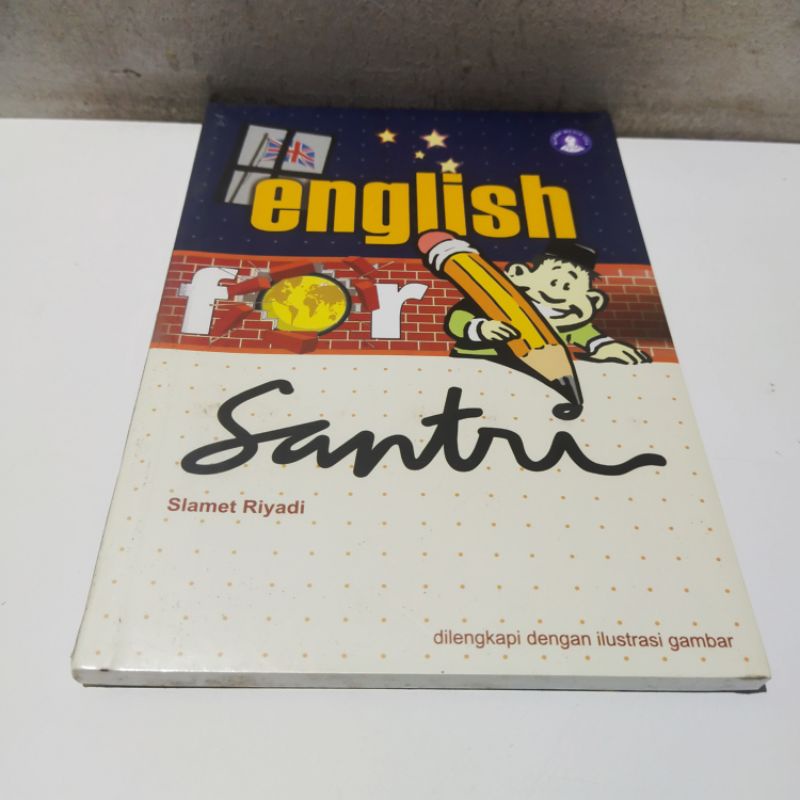 english
for
Santri
Slamet Riyadi
dilengkapi dengan ilustrasi gambar